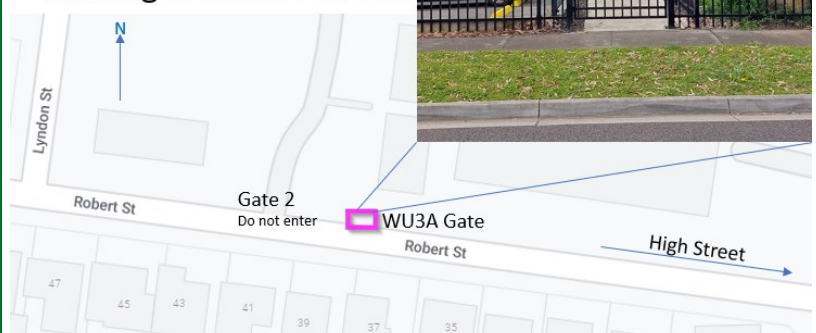 N
Lyndon St
Robert St
Gate 2
Do not enter
WU3A Gate
Robert St
High Street
47
45
43
41
39
37
35